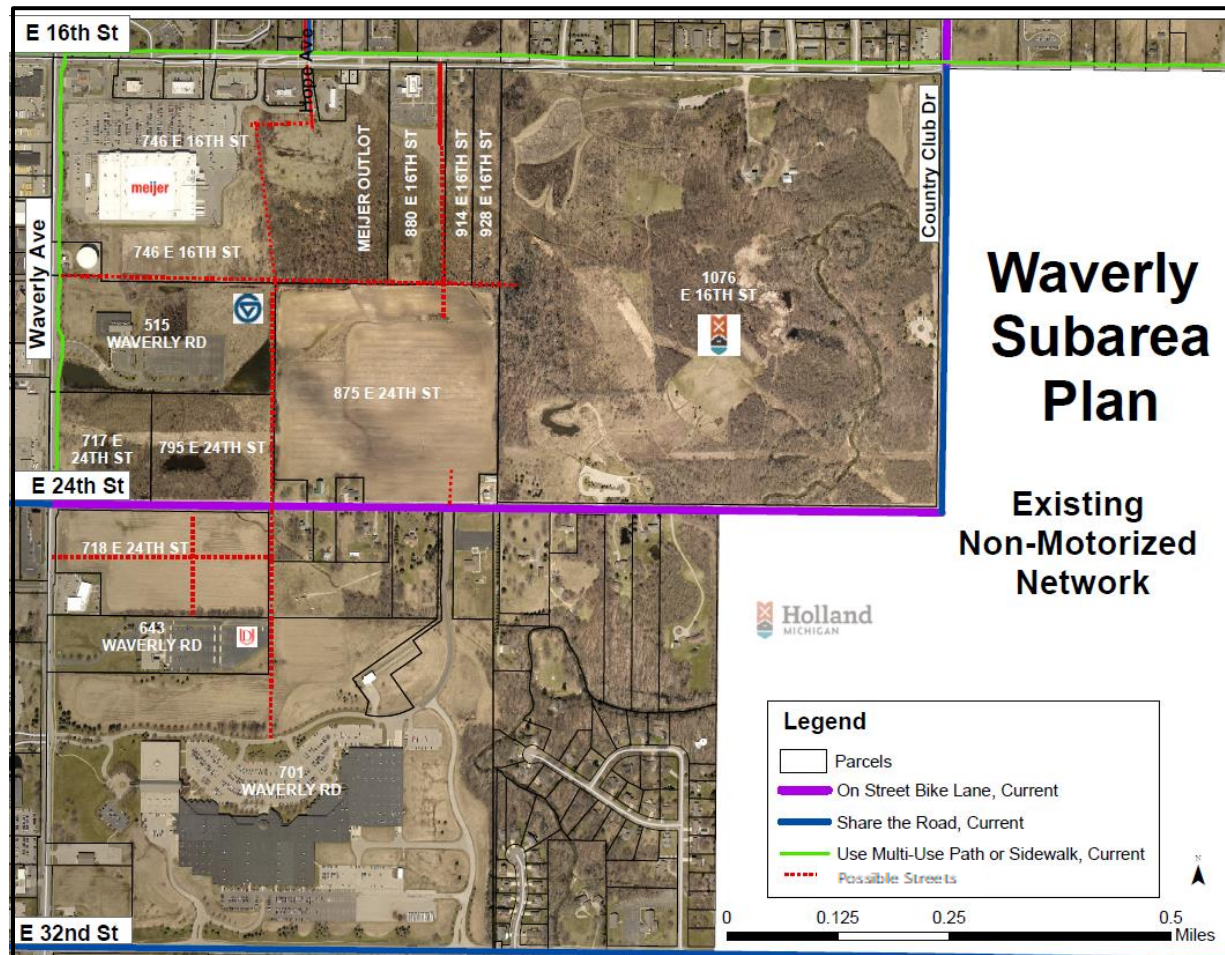 E 16th St
Hope Ave
Country Club Dr
746 E 16TH ST
MEIJER OUTLOT
880 E 16TH ST
914 E 16TH ST
928 E 16TH ST
meijer
Waverly Ave
746 E 16TH ST
1076
E 16TH ST
Waverly
Subarea
Plan
515
WAVERLY RD
875 E 24TH ST
717 E
24TH ST
795 E 24TH ST
E 24th St
Existing
Non-Motorized
Network
718 E 24TH ST
Holland
MICHIGAN
643
WAVERLY RD
701
WAVERLY RD
Legend
Parcels
On Street Bike Lane, Current
Share the Road, Current
Use Multi-Use Path or Sidewalk, Current
Possible Streets
N
0 0.125 0.25 0.5
Miles
E 32nd St